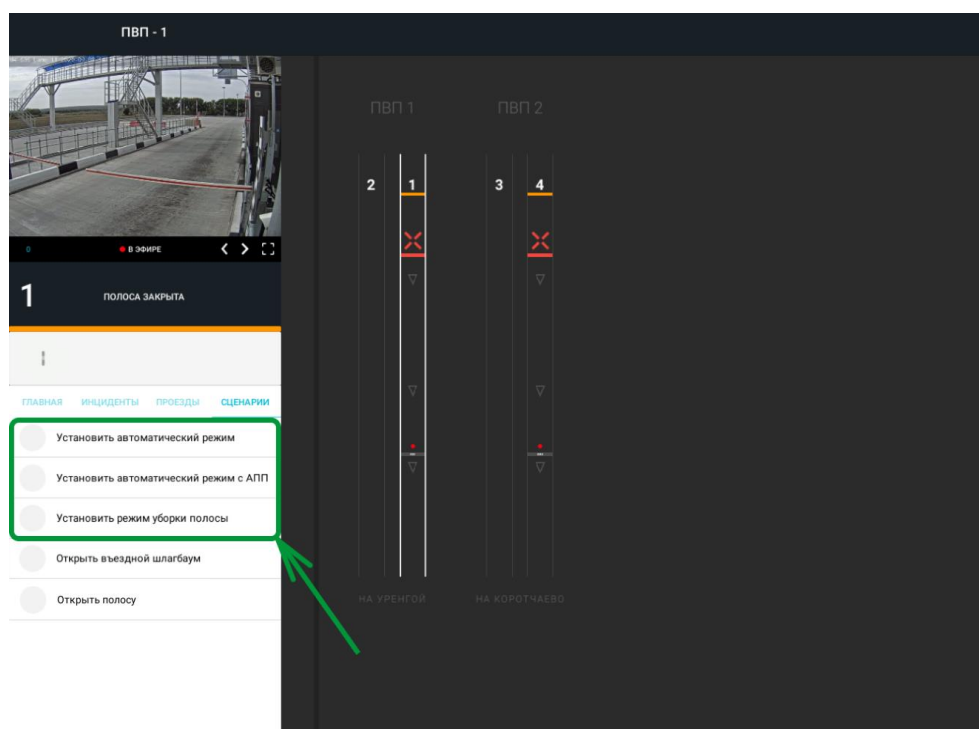 ПВП - 1
ПВП 1
ПВП 2
2
1
3
4
0
В ЭФИРЕ
1
ПОЛОСА ЗАКРЫТА
ГЛАВНАЯ ИНЦИДЕНТЫ ПРОЕЗДЫ СЦЕНАРИИ
Установить автоматический режим
Установить автоматический режим с АПП
Установить режим уборки полосы
Открыть въездной шлагбаум
Открыть полосу
НА УРЕНГОЙ
НА КОРОТЧАЕВО